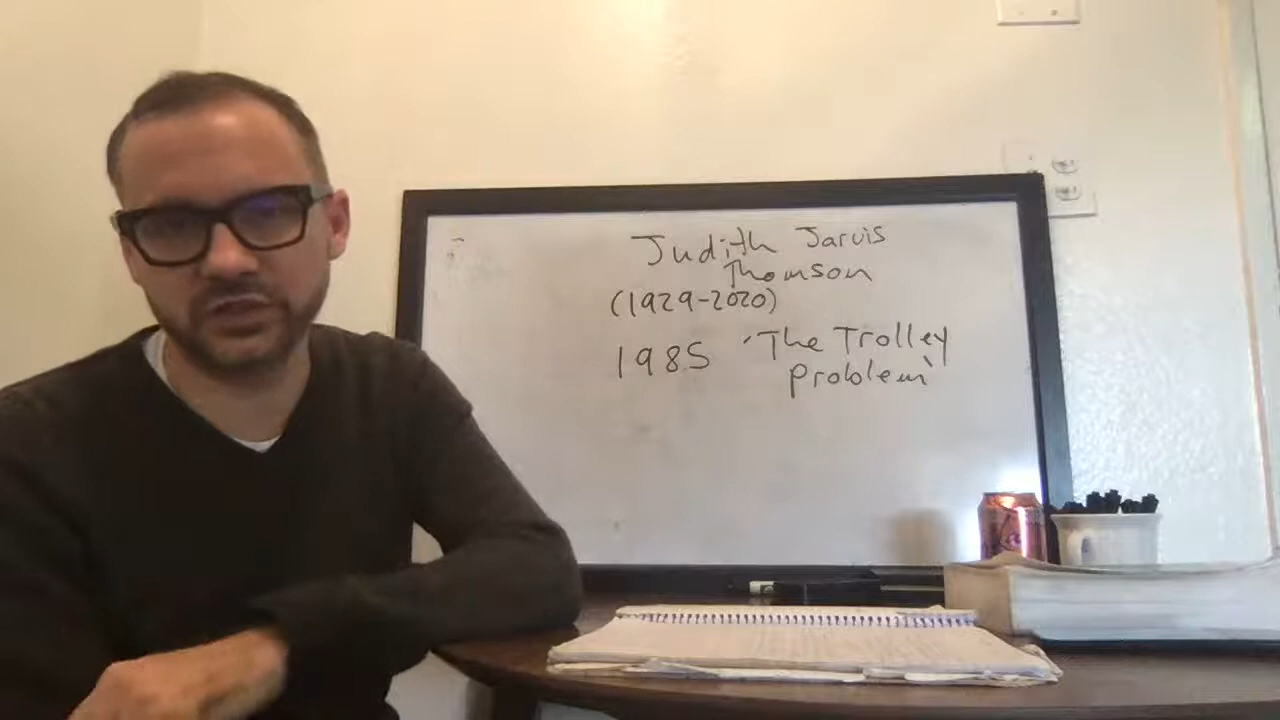 Judith Jarvis
Thomson
(1929-2020)
1985 'The Trolley
problem'